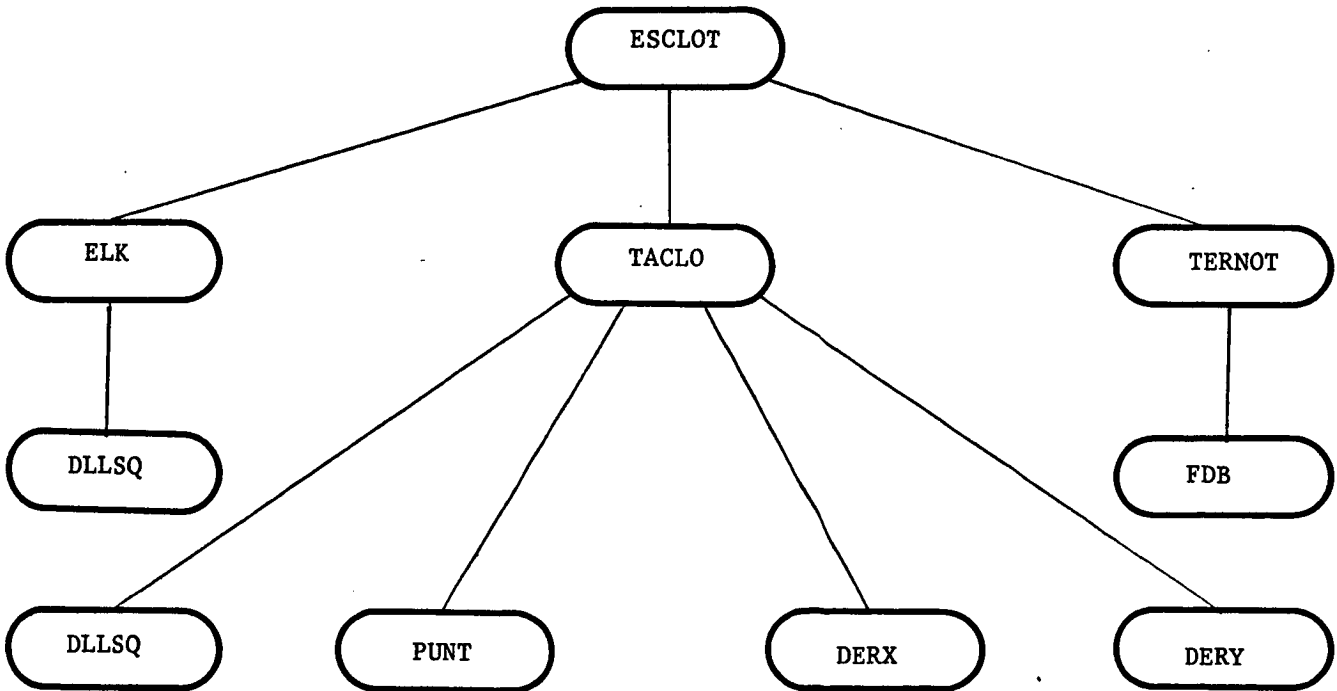 ESCLOT
ELK
TACLO
TERNOT
DLLSQ
FDB
DLLSQ
PUNT
DERX
DERY